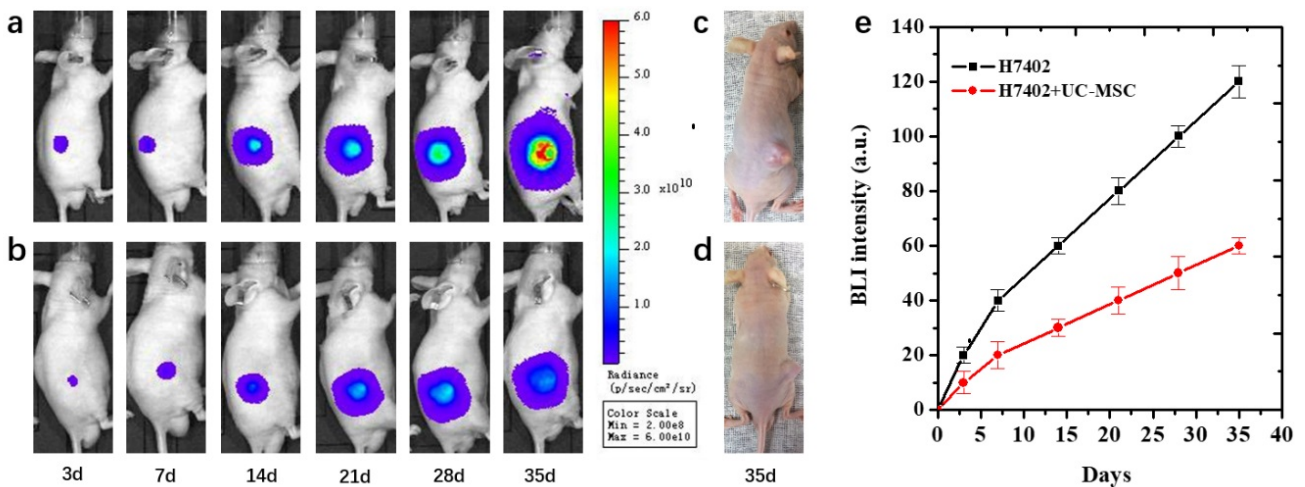 a
b
3d
7d
14d
21d
28d
35d
6.0
5.0
4.0
3.0
x10^10
2.0
1.0
Radiance
(p/sec/cm²/sr)
Color Scale
Min = 2.00e8
Max = 6.00e10
c
d
35d
e
H7402
H7402+UC-MSC
BLI intensity (a.u.)
140
120
100
80
60
40
20
0
0 5 10 15 20 25 30 35 40
Days